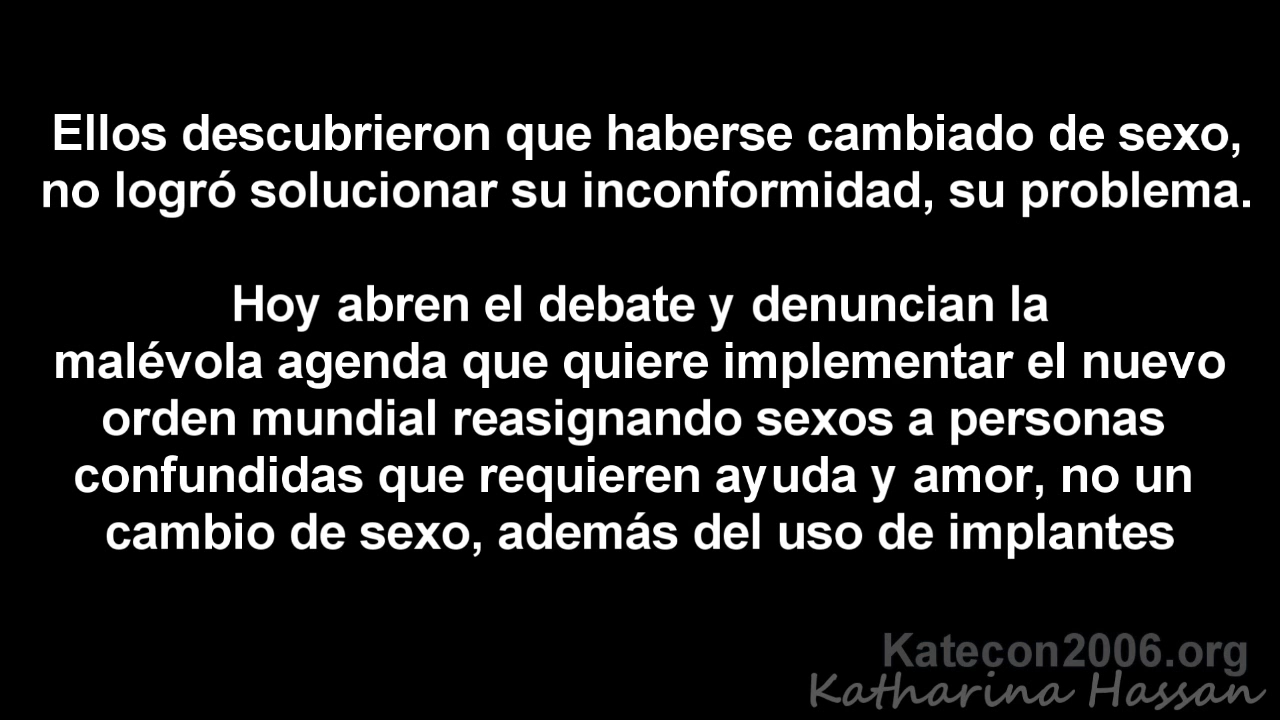 Ellos descubrieron que haberse cambiado de sexo,
no logró solucionar su inconformidad, su problema.
Hoy abren el debate y denuncian la
malévola agenda que quiere implementar el nuevo
orden mundial reasignando sexos a personas
confundidas que requieren ayuda y amor, no un
cambio de sexo, además del uso de implantes
Katecon2006.org
Katharina Hassan